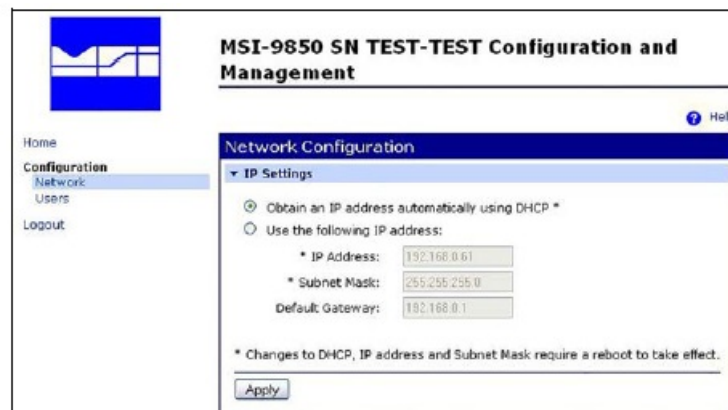 MSI-9850 SN TEST-TEST Configuration and
Management
Hel
Home
Configuration
Network
Users
Logout
Network Configuration
IP Settings
Obtain an IP address automatically using DHCP *
Use the following IP address:
* IP Address: 192.168.0.61
* Subnet Mask: 255.255.255.0
Default Gateway: 192.168.0.1
* Changes to DHCP, IP address and Subnet Mask require a reboot to take effect.
Apply